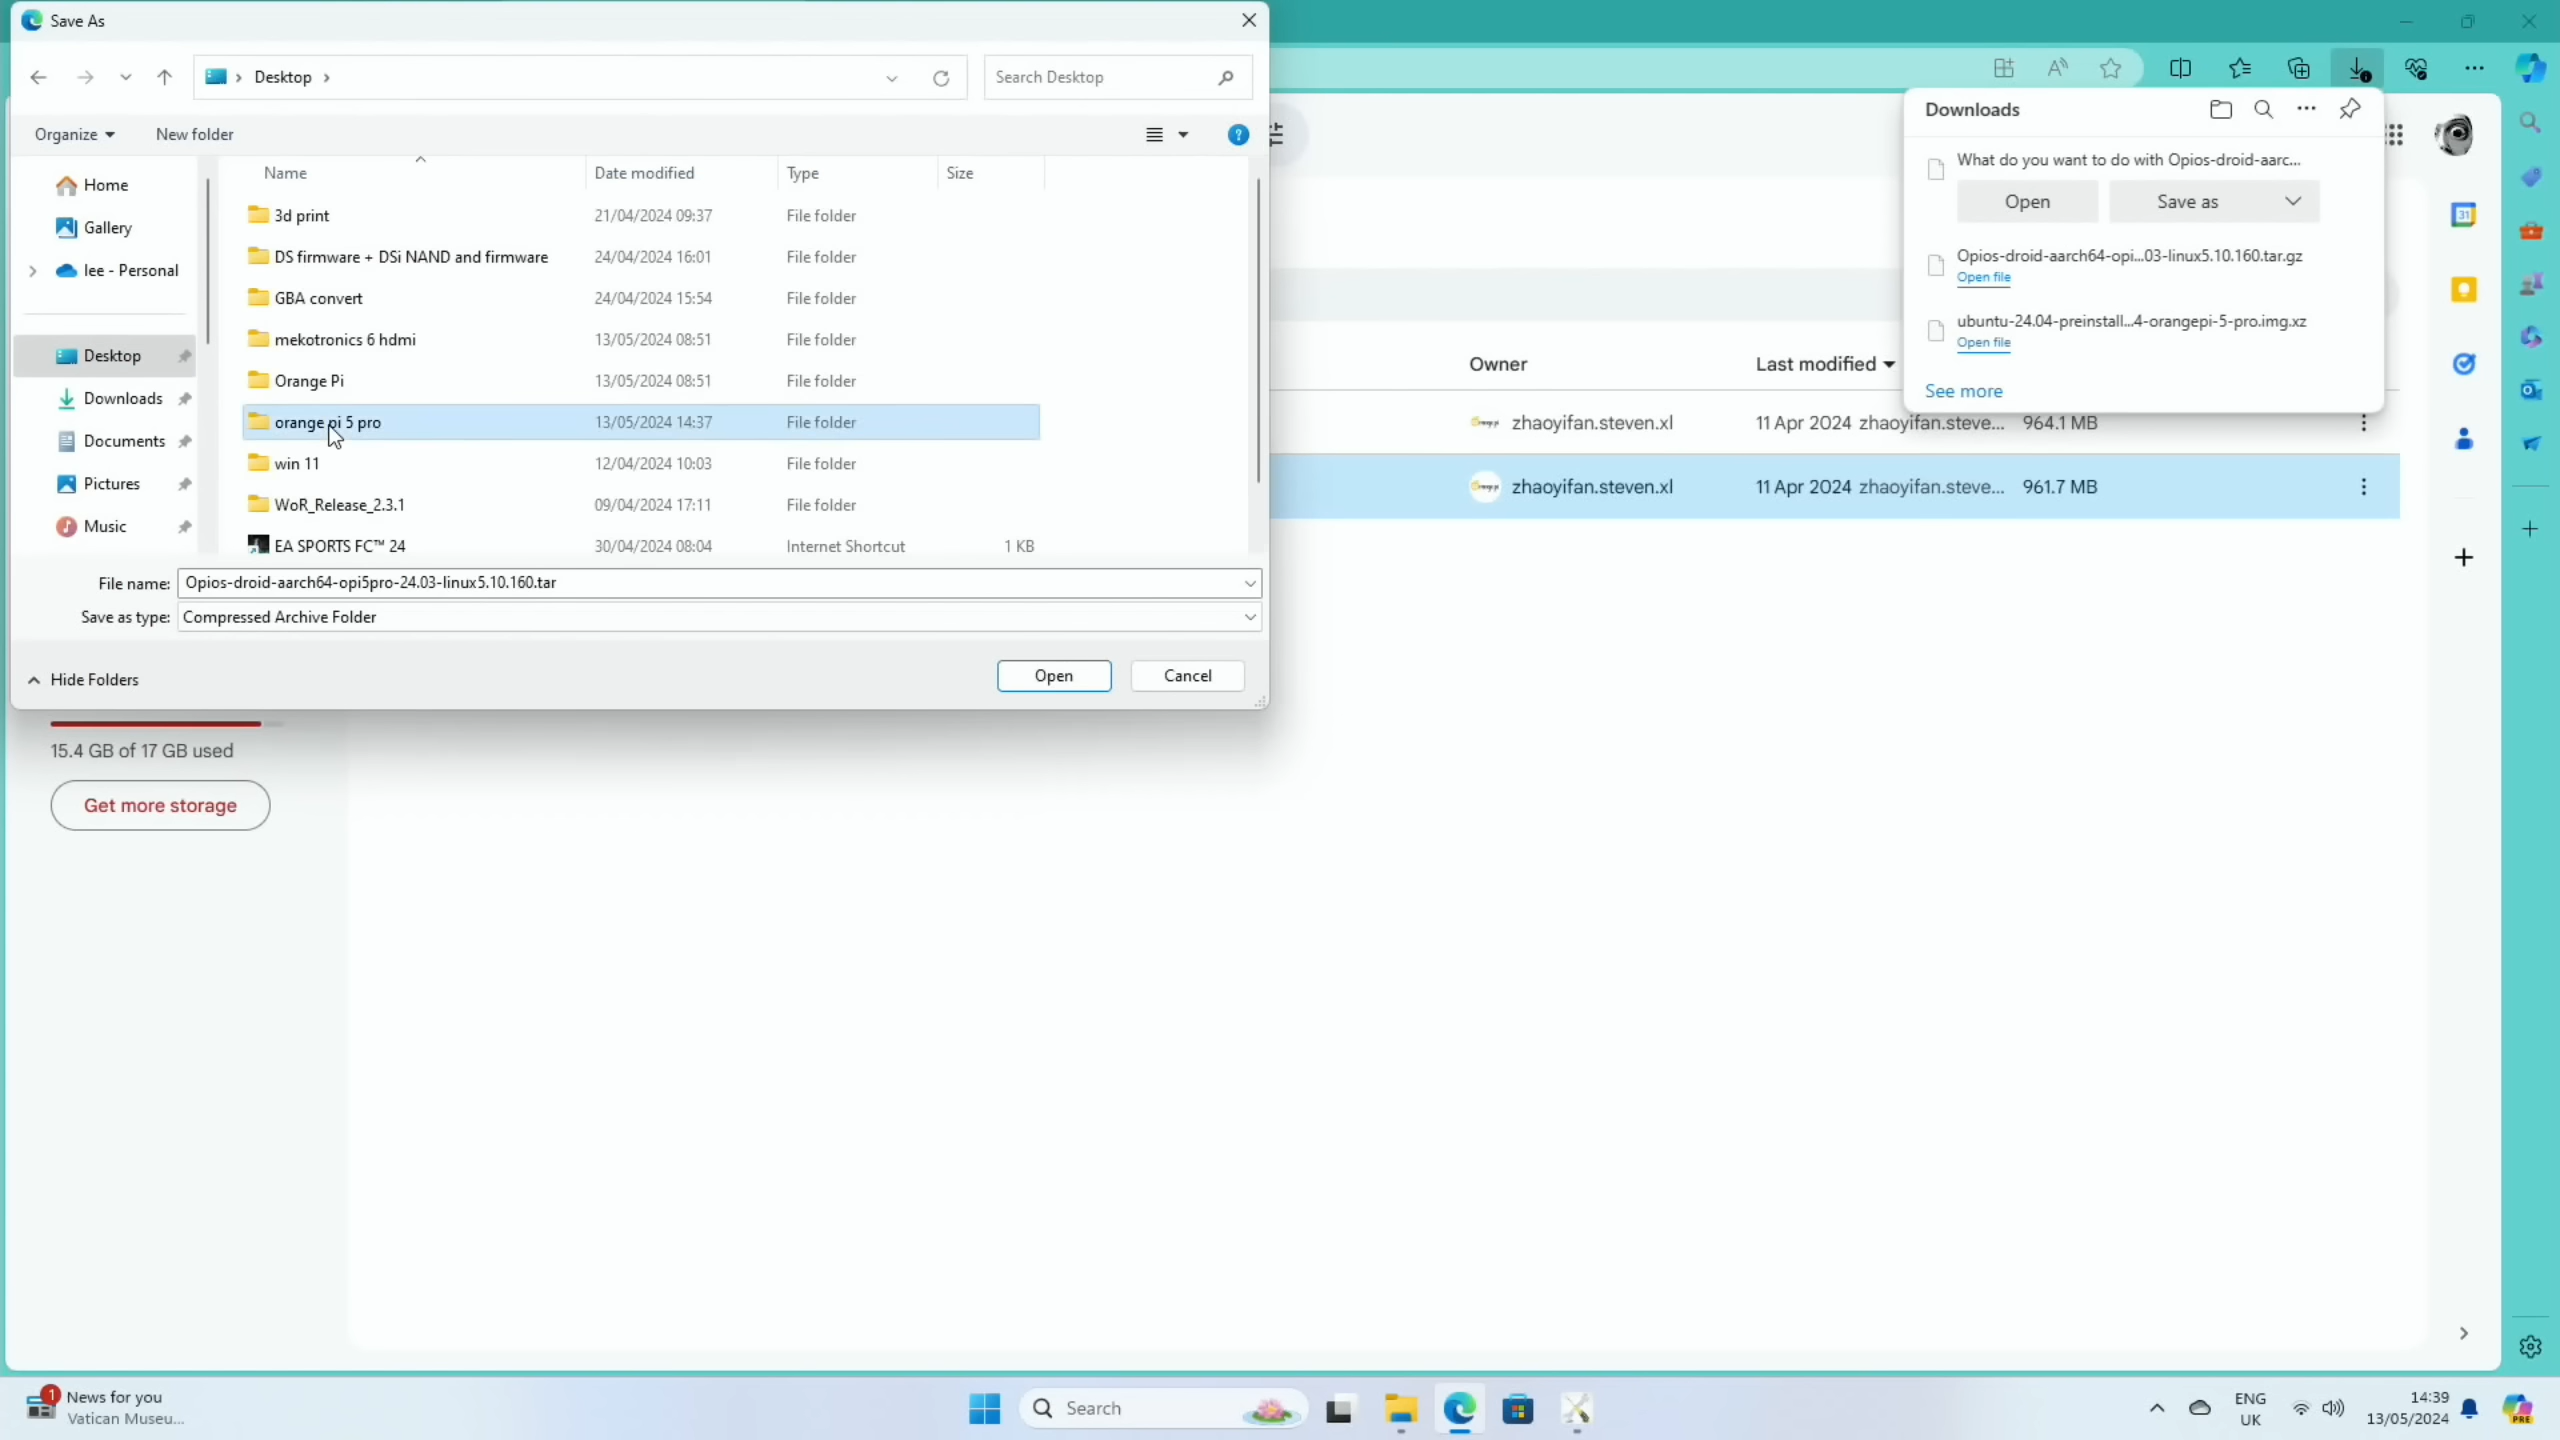 Save As
Desktop
Search Desktop
Organize
New folder
Name
Date modified
Type
Size
Home
Gallery
lee - Personal
Desktop
Downloads
Documents
Pictures
Music
3d print 21/04/2024 09:37 File folder
DS firmware + DSi NAND and firmware 24/04/2024 16:01 File folder
GBA convert 24/04/2024 15:54 File folder
mekotronics 6 hdmi 13/05/2024 08:51 File folder
Orange Pi 13/05/2024 08:51 File folder
orange pi 5 pro 13/05/2024 14:37 File folder
win 11 12/04/2024 10:03 File folder
WoR_Release_2.3.1 09/04/2024 17:11 File folder
EA SPORTS FC™ 24 30/04/2024 08:04 Internet Shortcut 1 KB
File name: Opios-droid-aarch64-opi5pro-24.03-linux5.10.160.tar
Save as type: Compressed Archive Folder
Hide Folders
Open
Cancel
Downloads
What do you want to do with Opios-droid-aarc...
Open
Save as
Opios-droid-aarch64-opi...03-linux5.10.160.tar.gz
Open file
ubuntu-24.04-preinstall...4-orangepi-5-pro.img.xz
Open file
See more
31
Owner
Last modified
zhaoyifan.steven.xl 11 Apr 2024 zhaoyifan.steve... 964.1 MB
zhaoyifan.steven.xl 11 Apr 2024 zhaoyifan.steve... 961.7 MB
15.4 GB of 17 GB used
Get more storage
1
News for you
Vatican Museu...
Search
ENG
UK
14:39
13/05/2024
PRE